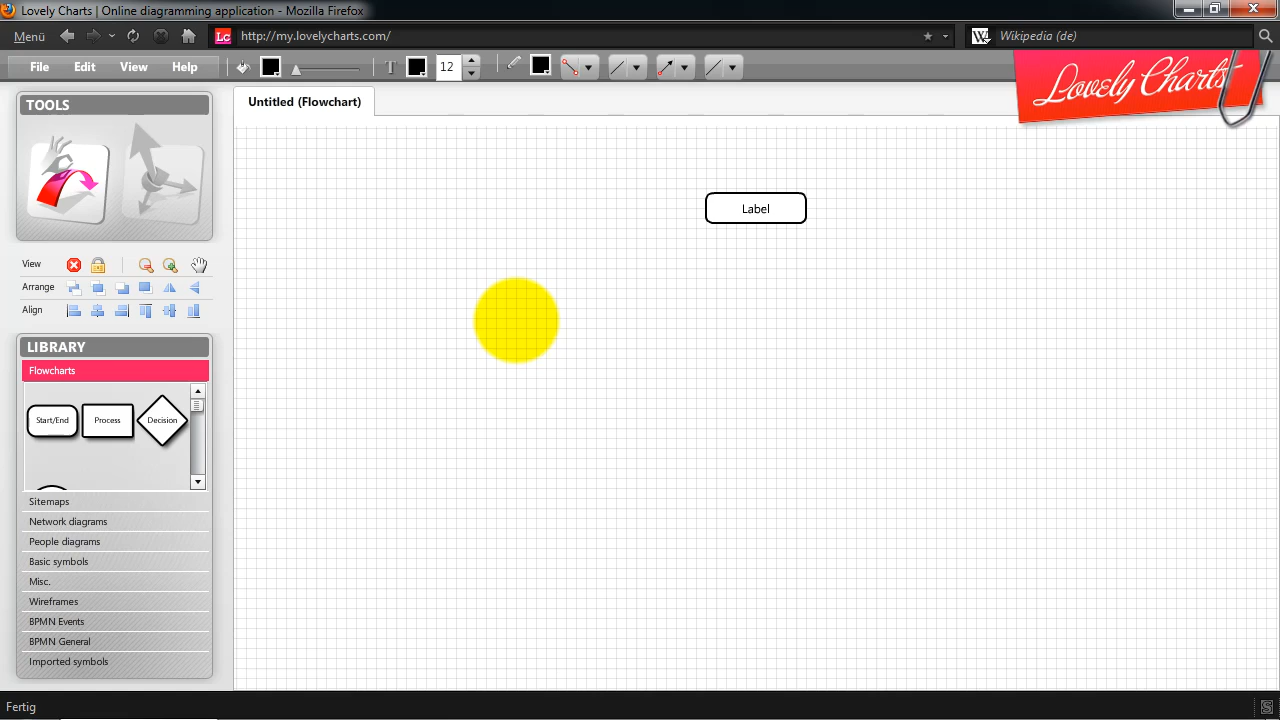 Lovely Charts | Online diagramming application - Mozilla Firefox
Menü
Lc
http://my.lovelycharts.com/
W
Wikipedia (de)
File Edit View Help
T
12
Lovely Charts
TOOLS
Untitled (Flowchart)
Label
View
Arrange
Align
LIBRARY
Flowcharts
Start/End
Process
Decision
Sitemaps
Network diagrams
People diagrams
Basic symbols
Misc.
Wireframes
BPMN Events
BPMN General
Imported symbols
Fertig
S